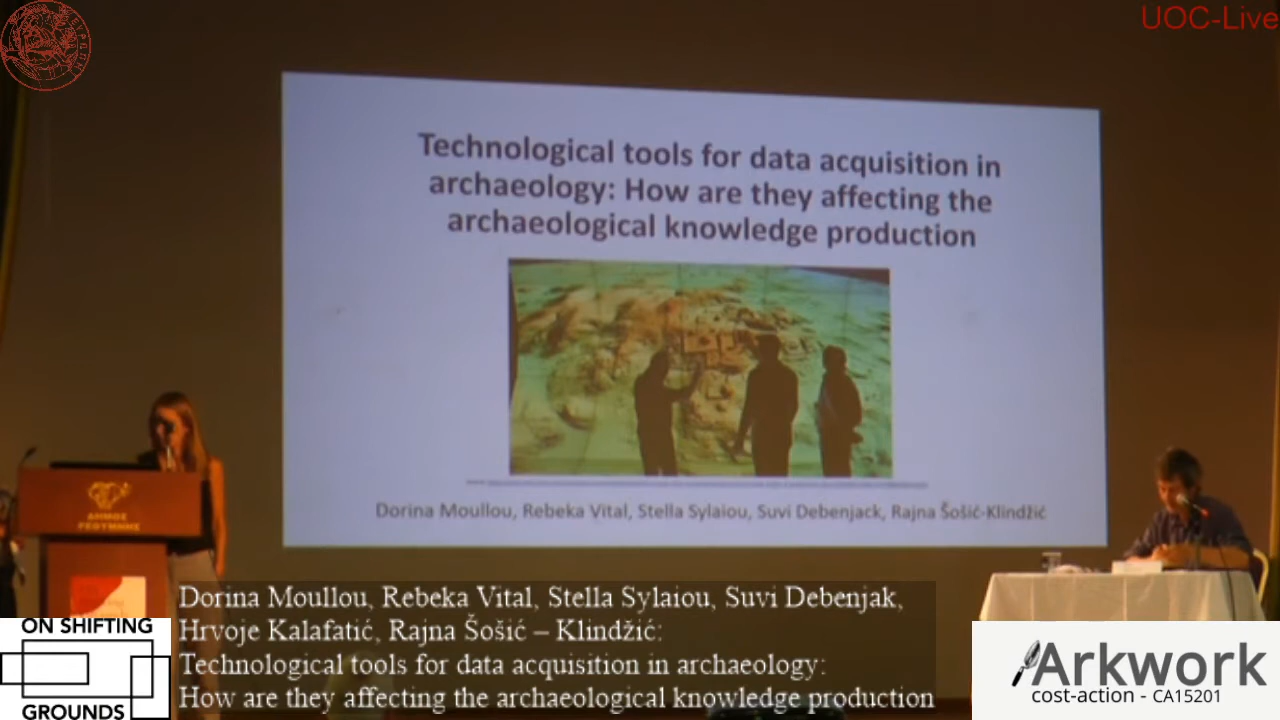 UOC-Live
Technological tools for data acquisition in
archaeology: How are they affecting the
archaeological knowledge production
Dorina Moullou, Rebeka Vital, Stella Sylaiou, Suvi Debenjack, Rajna Šošić-Klindžić
ΔΗΜΟΣ
ΡΕΘΥΜΝΗΣ
Dorina Moullou, Rebeka Vital, Stella Sylaiou, Suvi Debenjak,
Hrvoje Kalafatić, Rajna Šošić – Klindžić:
Technological tools for data acquisition in archaeology:
How are they affecting the archaeological knowledge production
ON SHIFTING
GROUNDS
Arkwork
cost-action - CA15201